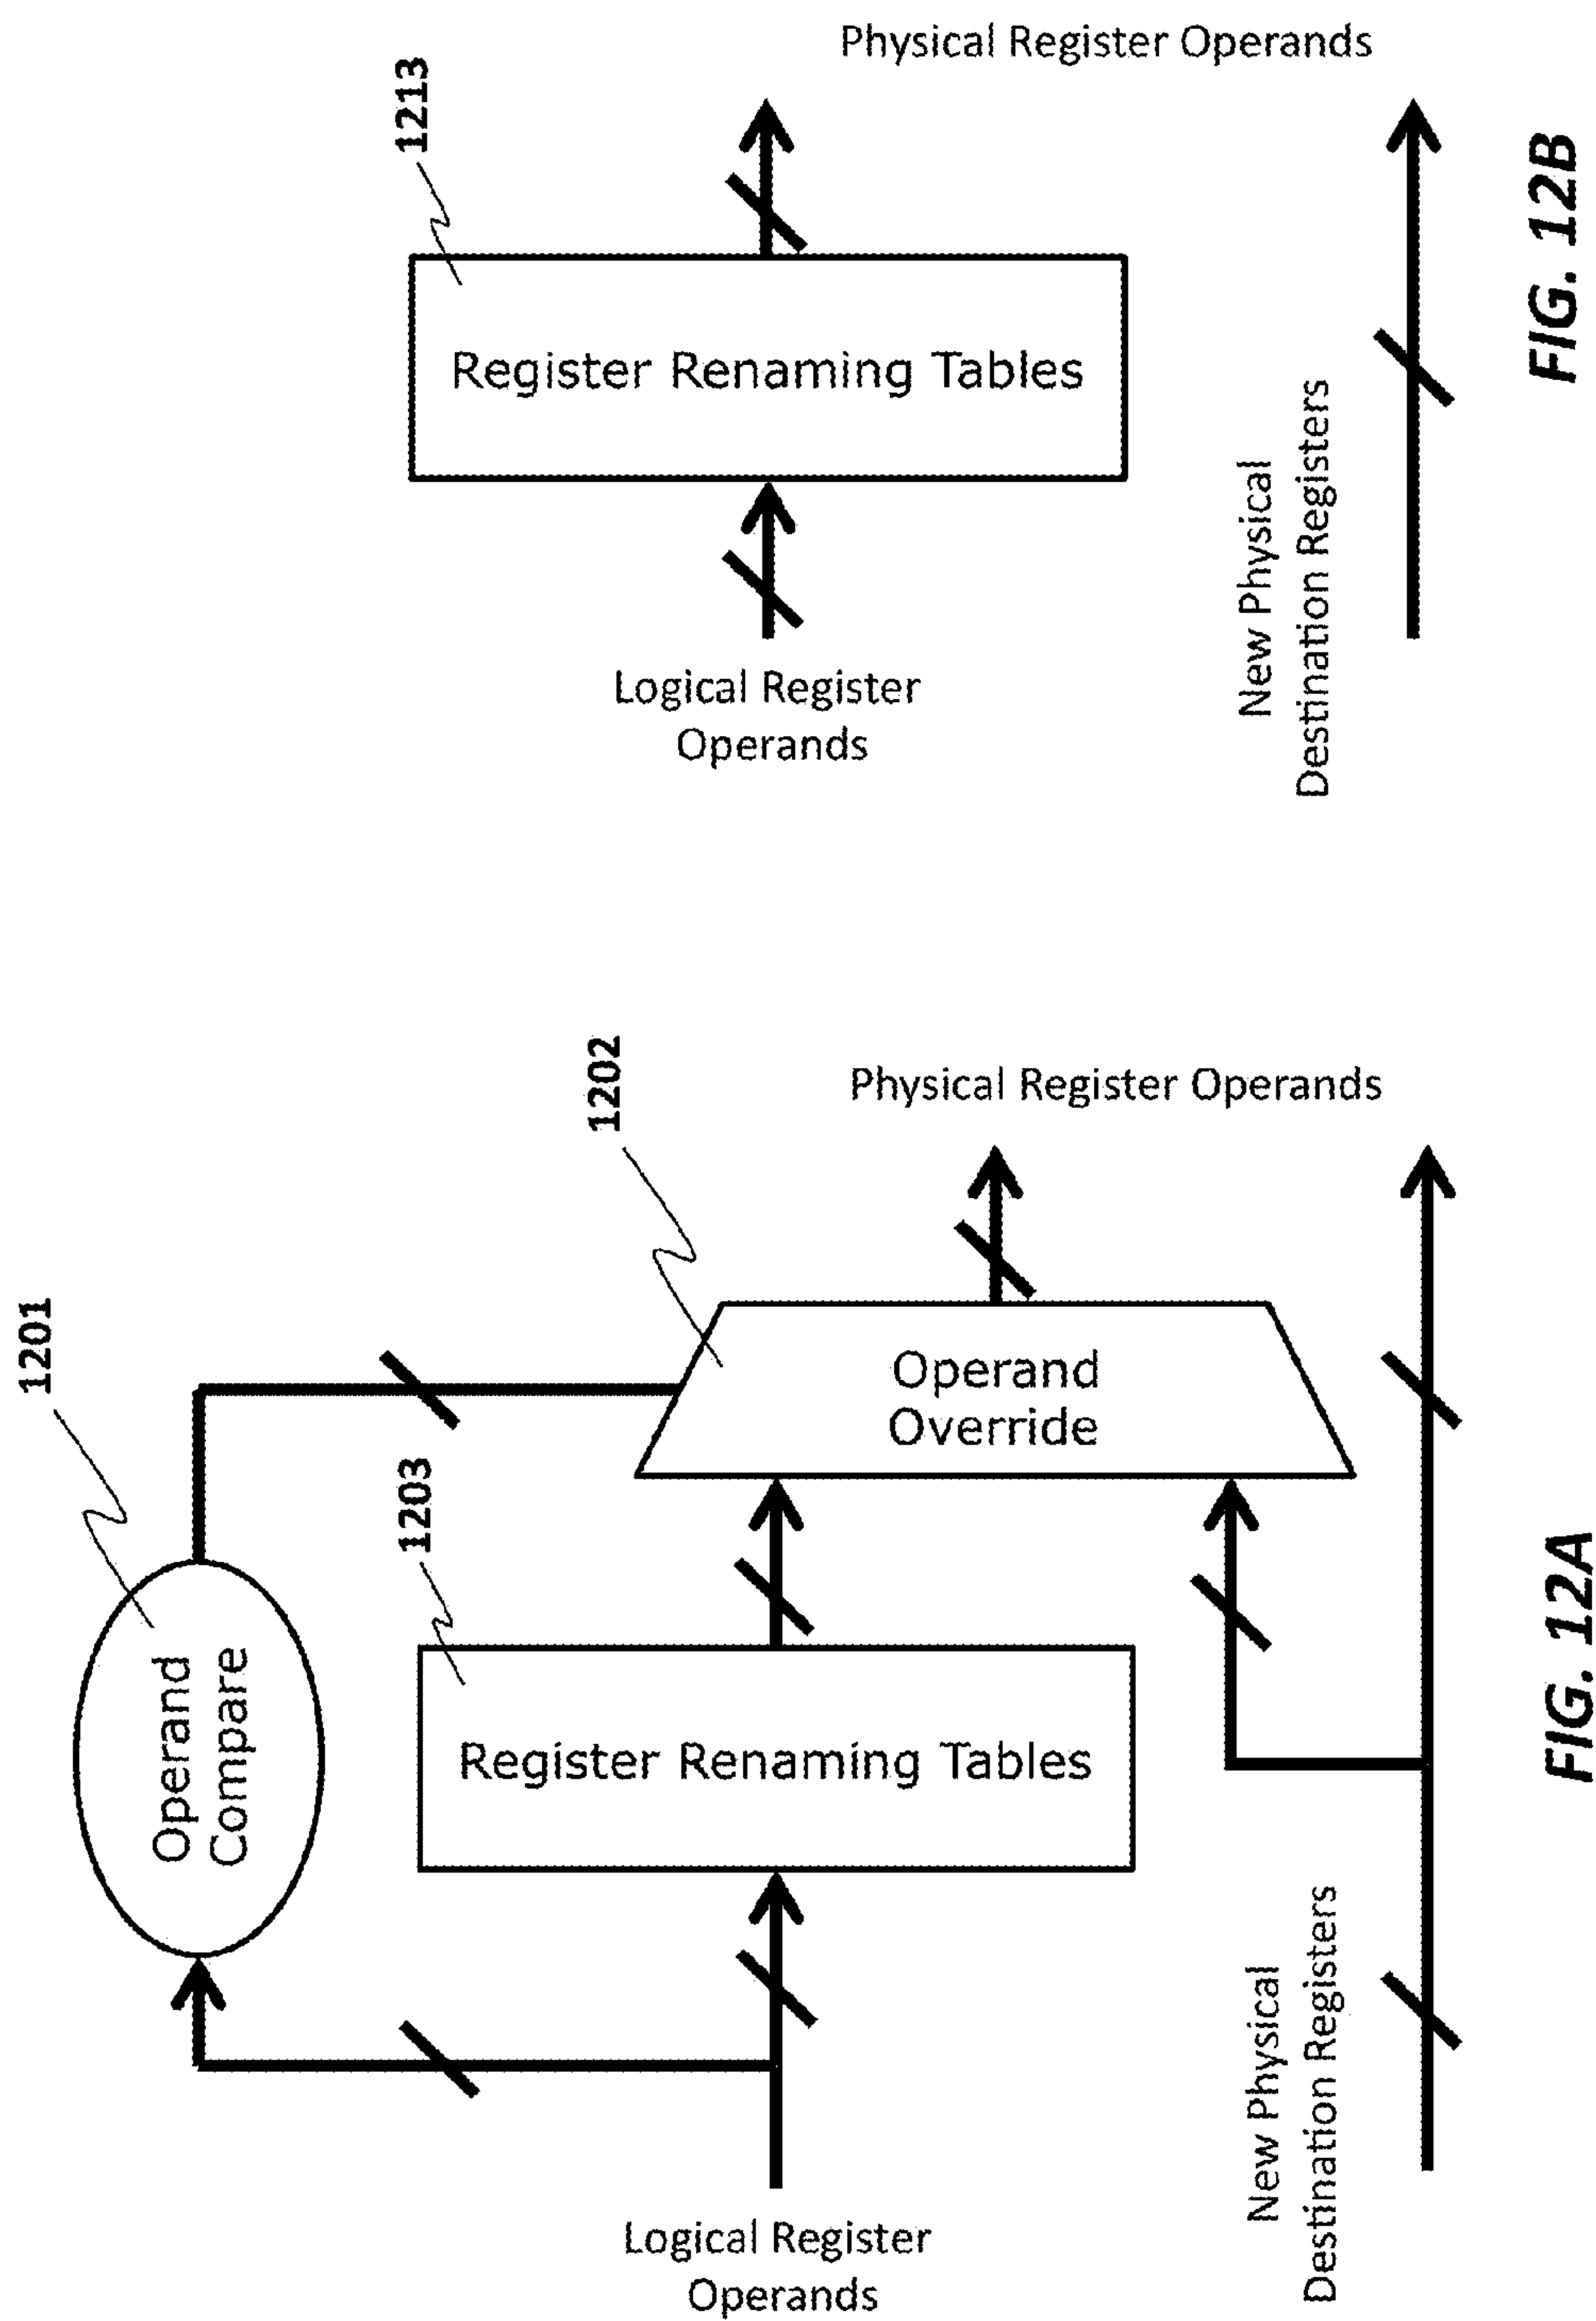 1201
Operand
Compare
1203
Register Renaming Tables
1202
Operand
Override
Logical Register
Operands
Physical Register Operands
New Physical
Destination Registers
FIG. 12A
1213
Register Renaming Tables
Logical Register
Operands
Physical Register Operands
New Physical
Destination Registers
FIG. 12B